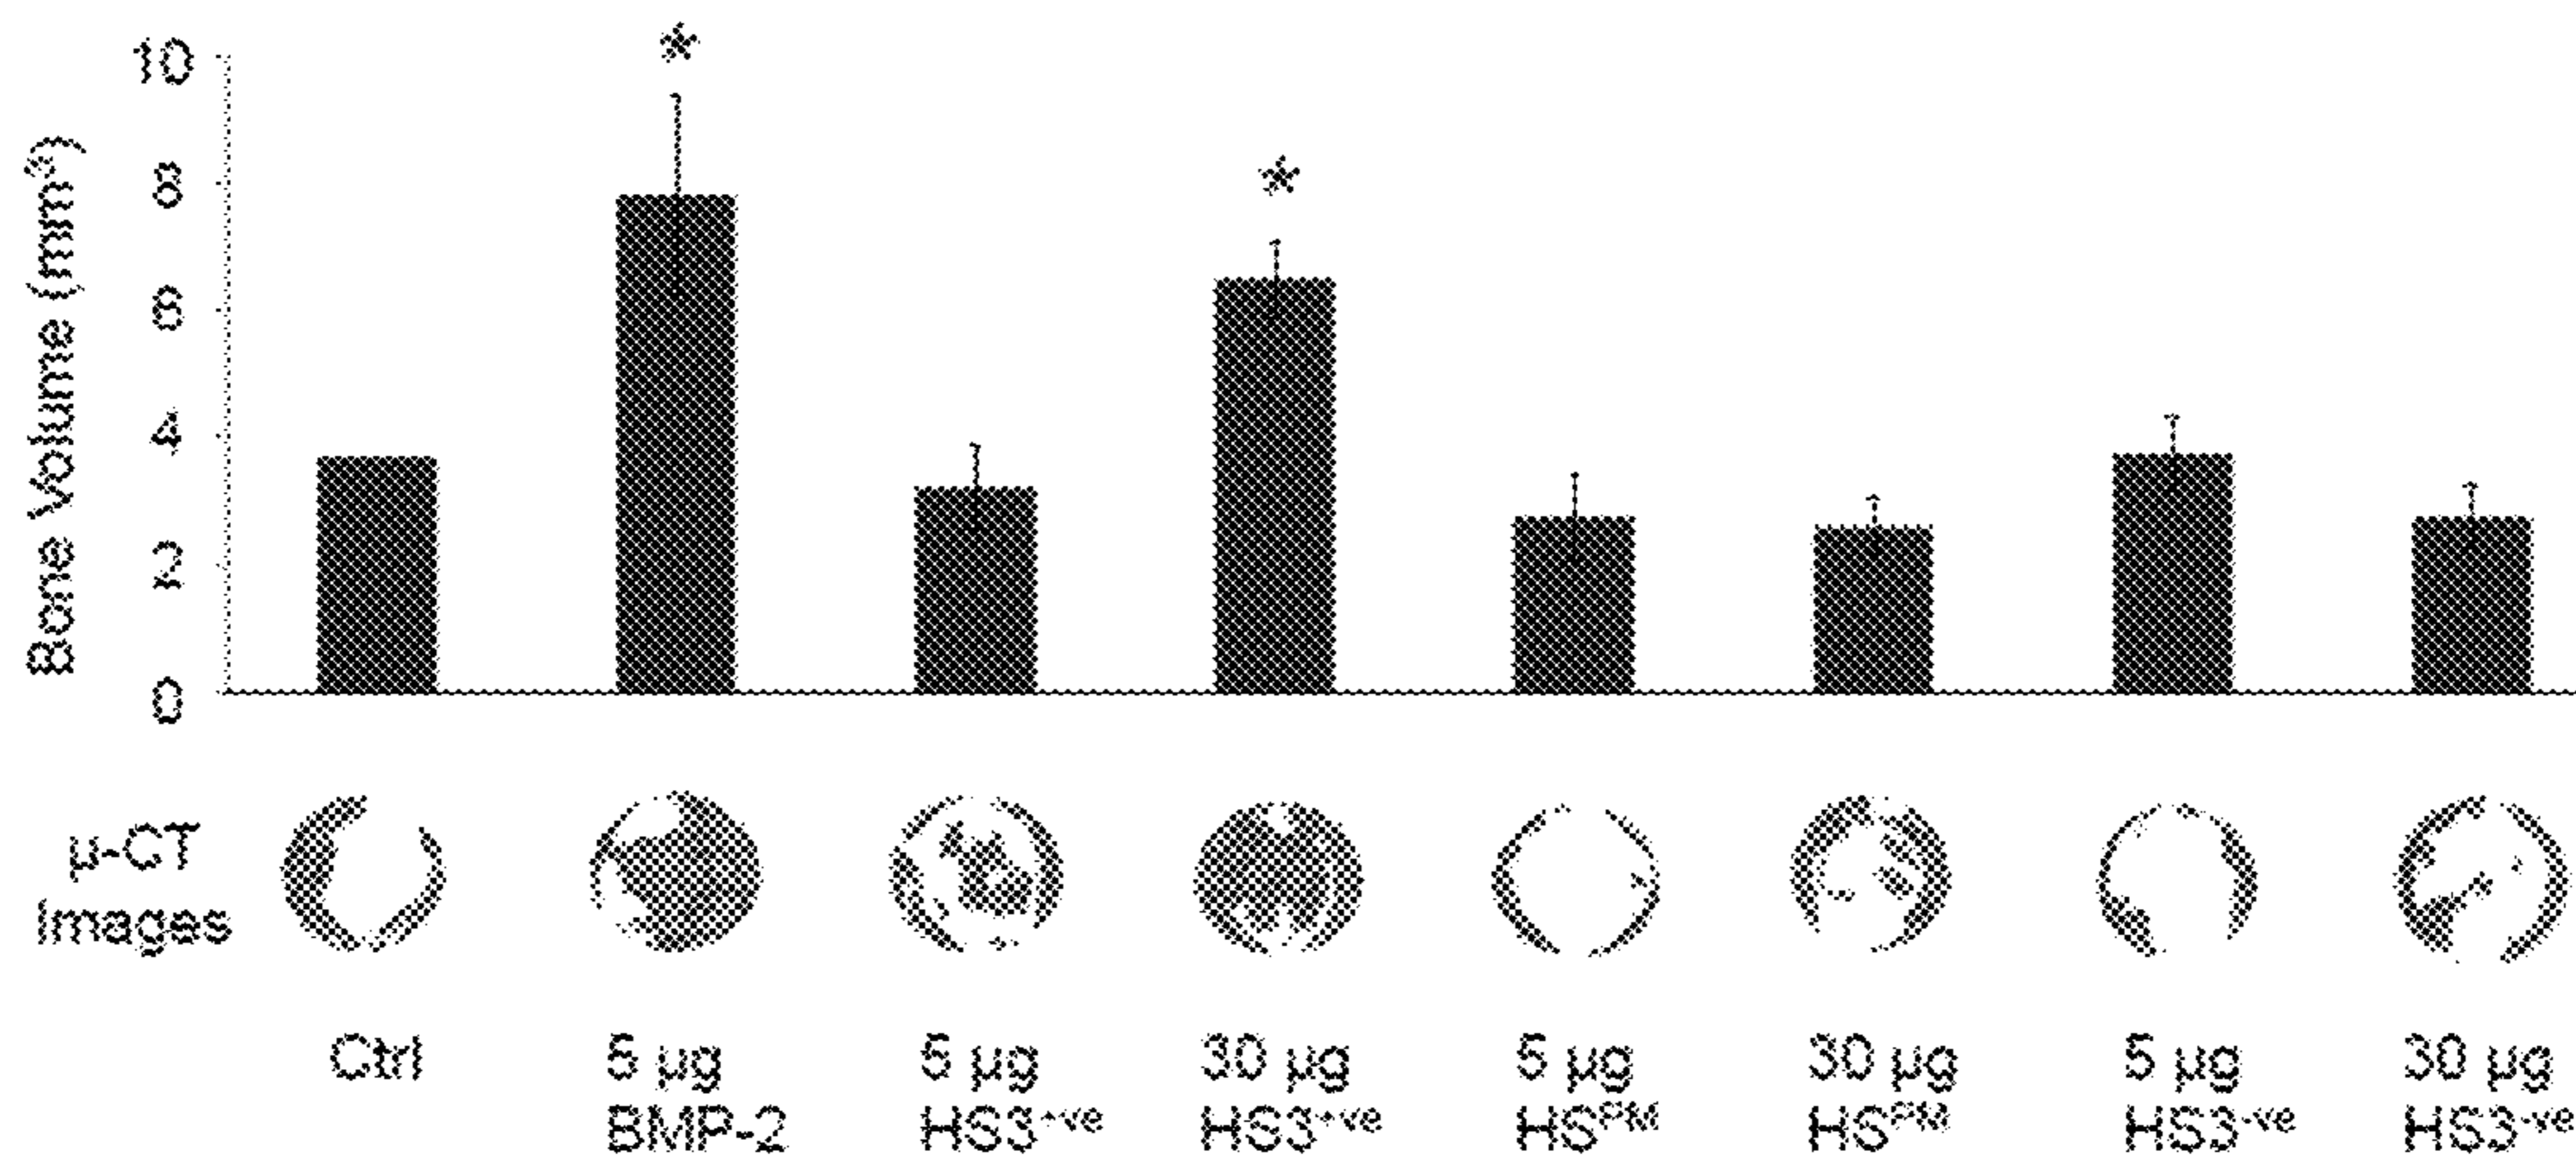 *
*
10
8
6
4
2
0
Bone Volume (mm³)
µ-CT
Images
Ctrl
5 µg
BMP-2
5 µg
HS3⁺ᵛᵉ
30 µg
HS3⁺ᵛᵉ
5 µg
HSᴾᴹ
30 µg
HSᴾᴹ
5 µg
HS3⁻ᵛᵉ
30 µg
HS3⁻ᵛᵉ